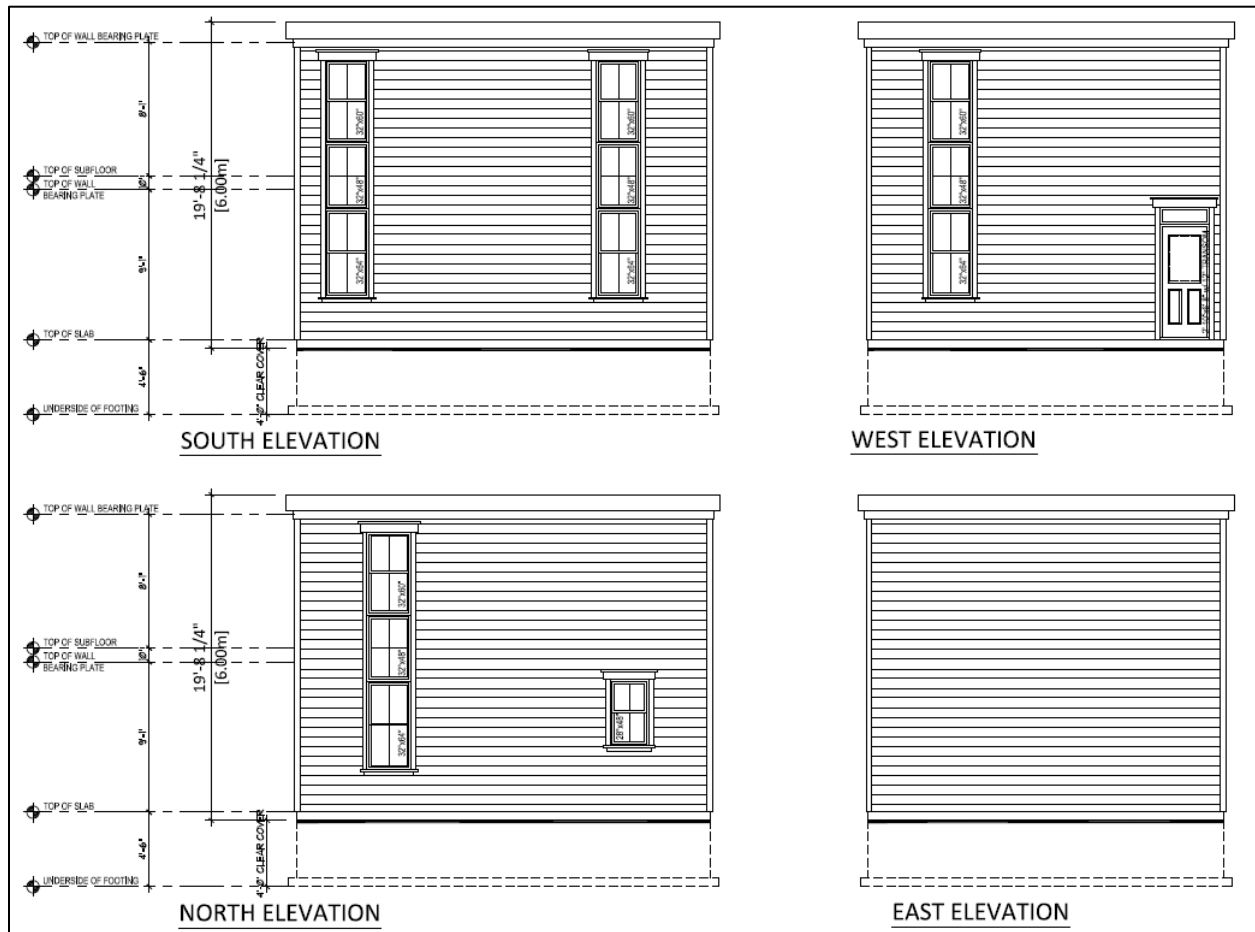 TOP OF WALL BEARING PLATE
8'-1"
TOP OF SUBFLOOR
TOP OF WALL
BEARING PLATE
9'-1"
TOP OF SLAB
4'-6"
UNDERSIDE OF FOOTING
19'-8 1/4"
[6.00m]
4'-0" CLEAR COVER
32"x60"
32"x48"
32"x64"
32"x60"
32"x48"
32"x64"
SOUTH ELEVATION
32"x60"
32"x48"
32"x64"
WEST ELEVATION
TOP OF WALL BEARING PLATE
8'-1"
TOP OF SUBFLOOR
TOP OF WALL
BEARING PLATE
9'-1"
TOP OF SLAB
4'-6"
UNDERSIDE OF FOOTING
19'-8 1/4"
[6.00m]
4'-0" CLEAR COVER
32"x60"
32"x48"
32"x64"
28"x48"
NORTH ELEVATION
EAST ELEVATION